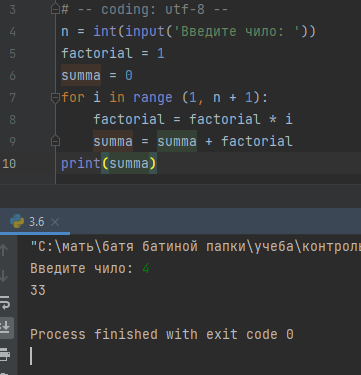 3 # -- coding: utf-8 --
4 n = int(input('Введите чило: '))
5 factorial = 1
6 summa = 0
7 for i in range (1, n + 1):
8 factorial = factorial * i
9 summa = summa + factorial
10 print(summa)
3.6 ×
"C:\мать\батя батиной папки\учеба\контроль
Введите чило: 4
33
Process finished with exit code 0